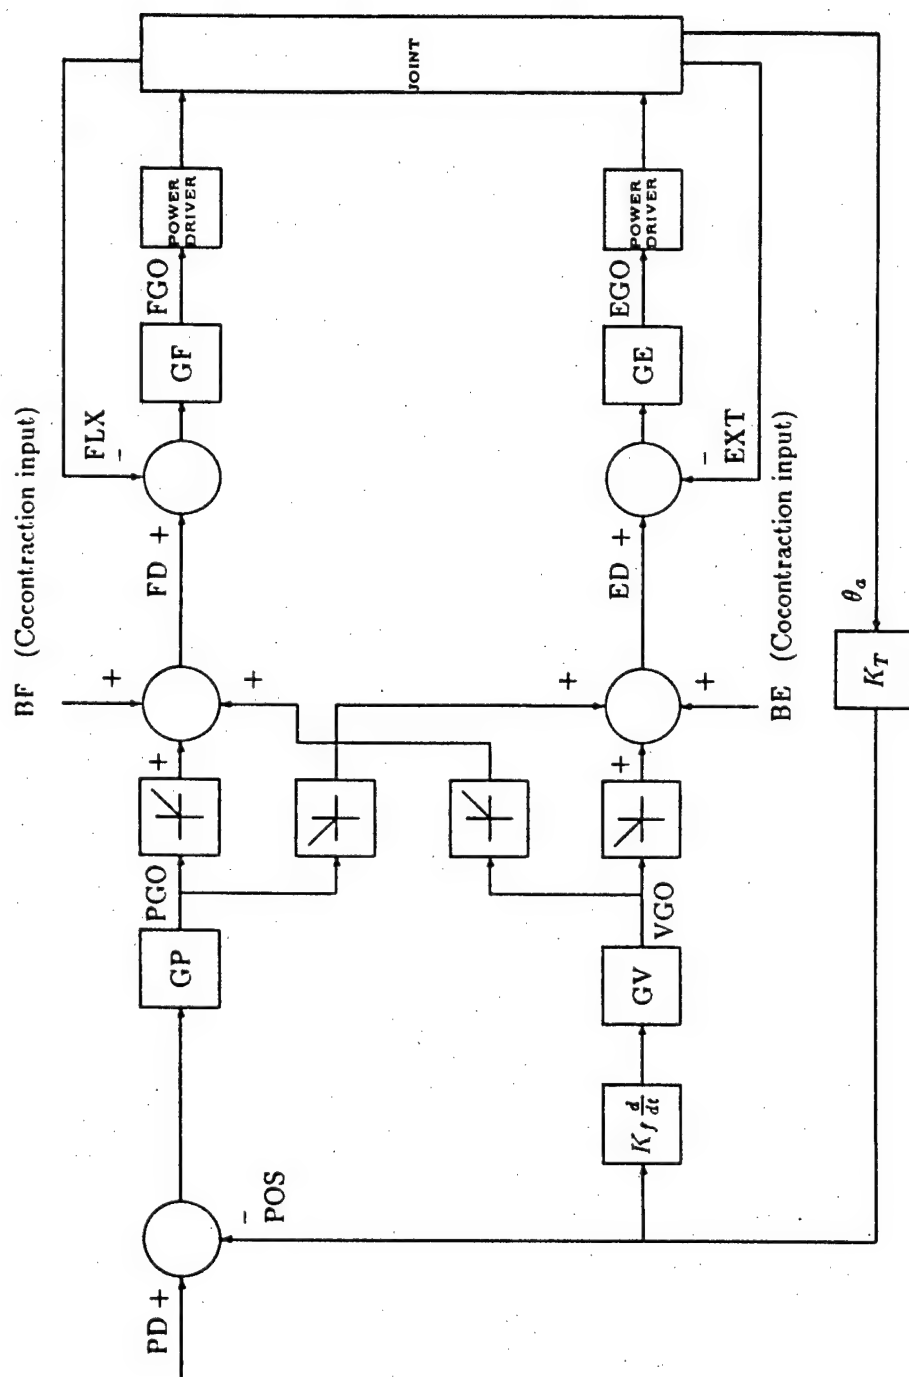 BF (Cocontraction input)
FLX
−
JOINT
PD +
GP
PGO
+
+
+
FD +
GF
FGO
POWER
DRIVER
−
POS
K_f d/dt
GV
VGO
+
+
+
ED +
GE
EGO
POWER
DRIVER
−
EXT
BE (Cocontraction input)
θ_a
K_T